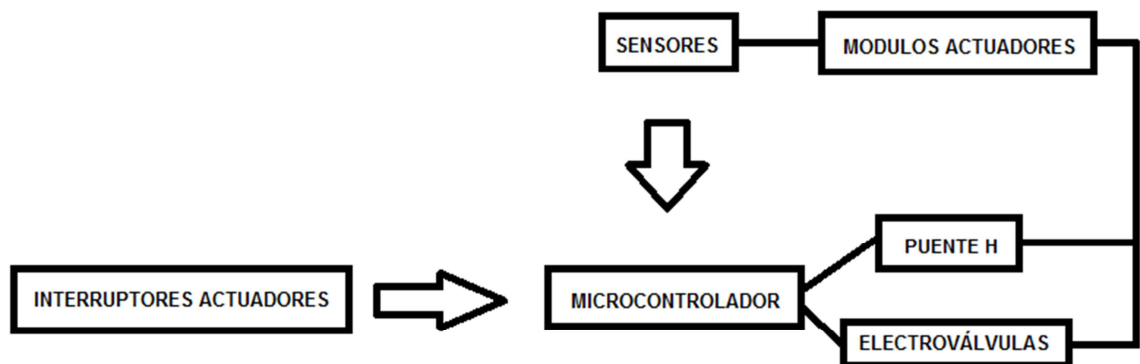 SENSORES
MODULOS ACTUADORES
PUENTE H
INTERRUPTORES ACTUADORES
MICROCONTROLADOR
ELECTROVÁLVULAS